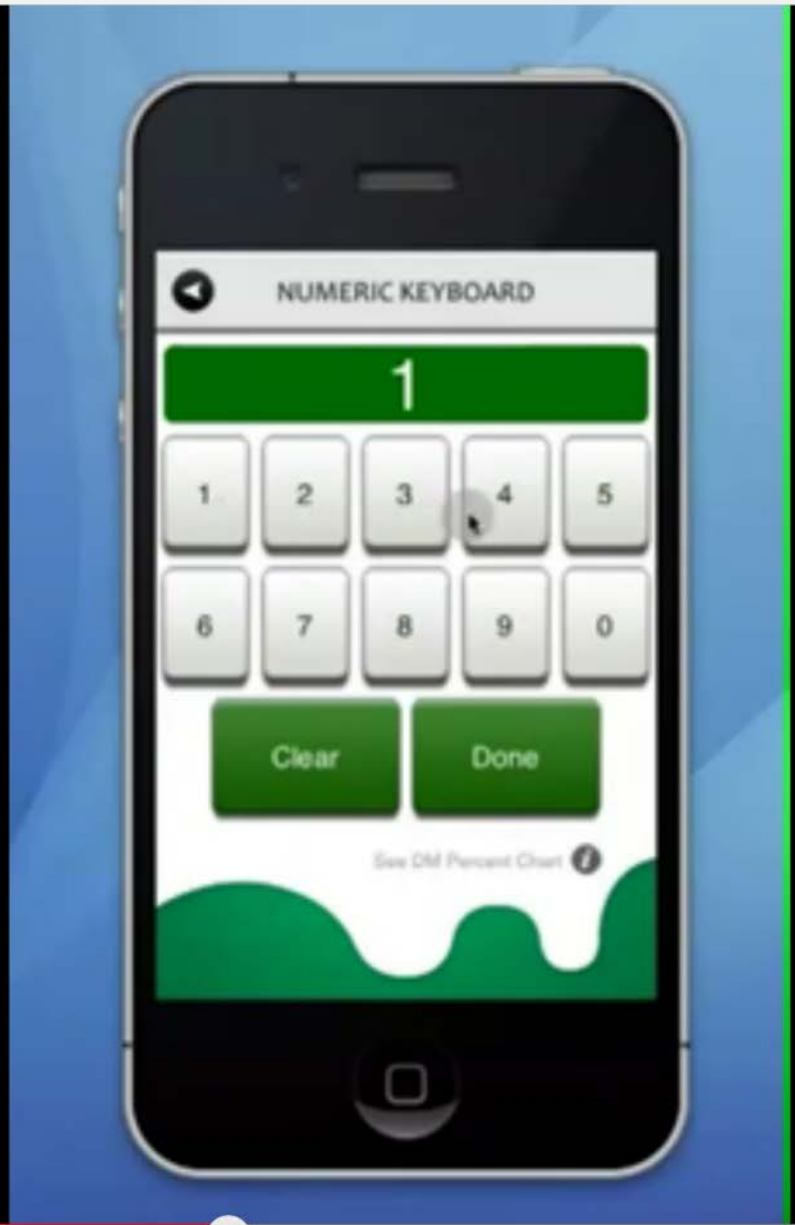 NUMERIC KEYBOARD
1
1 2 3 4 5
6 7 8 9 0
Clear Done
See DM Percent Chart i